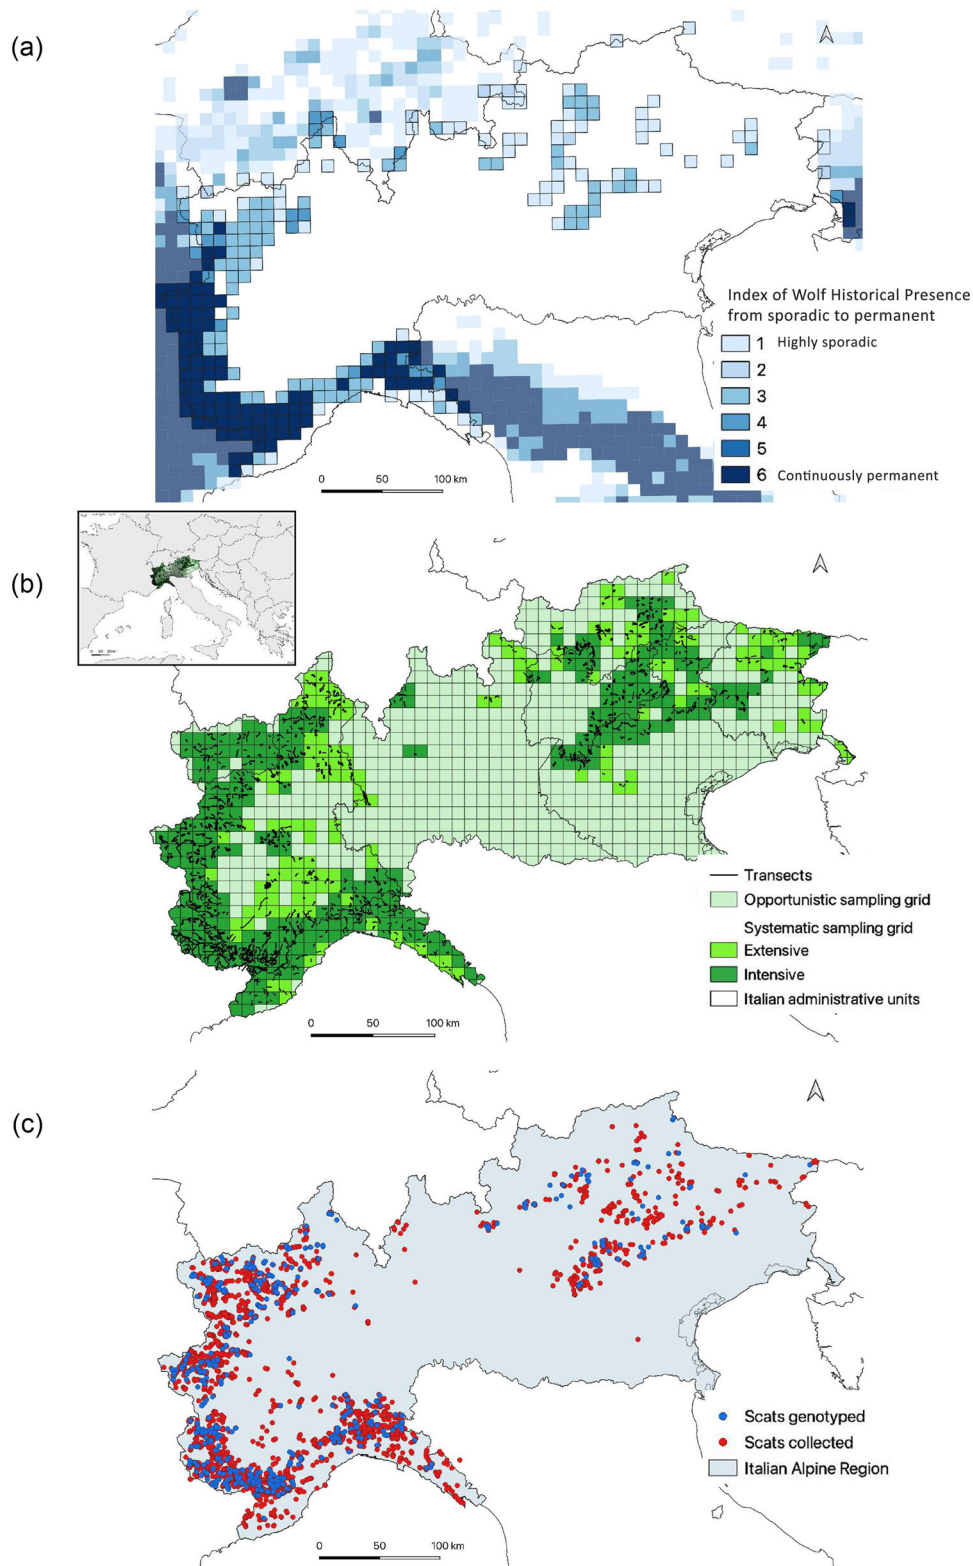 (a)
Index of Wolf Historical Presence
from sporadic to permanent
1 Highly sporadic
2
3
4
5
6 Continuously permanent
0 50 100 km
(b)
Transects
Opportunistic sampling grid
Systematic sampling grid
Extensive
Intensive
Italian administrative units
0 50 100 km
(c)
Scats genotyped
Scats collected
Italian Alpine Region
0 50 100 km